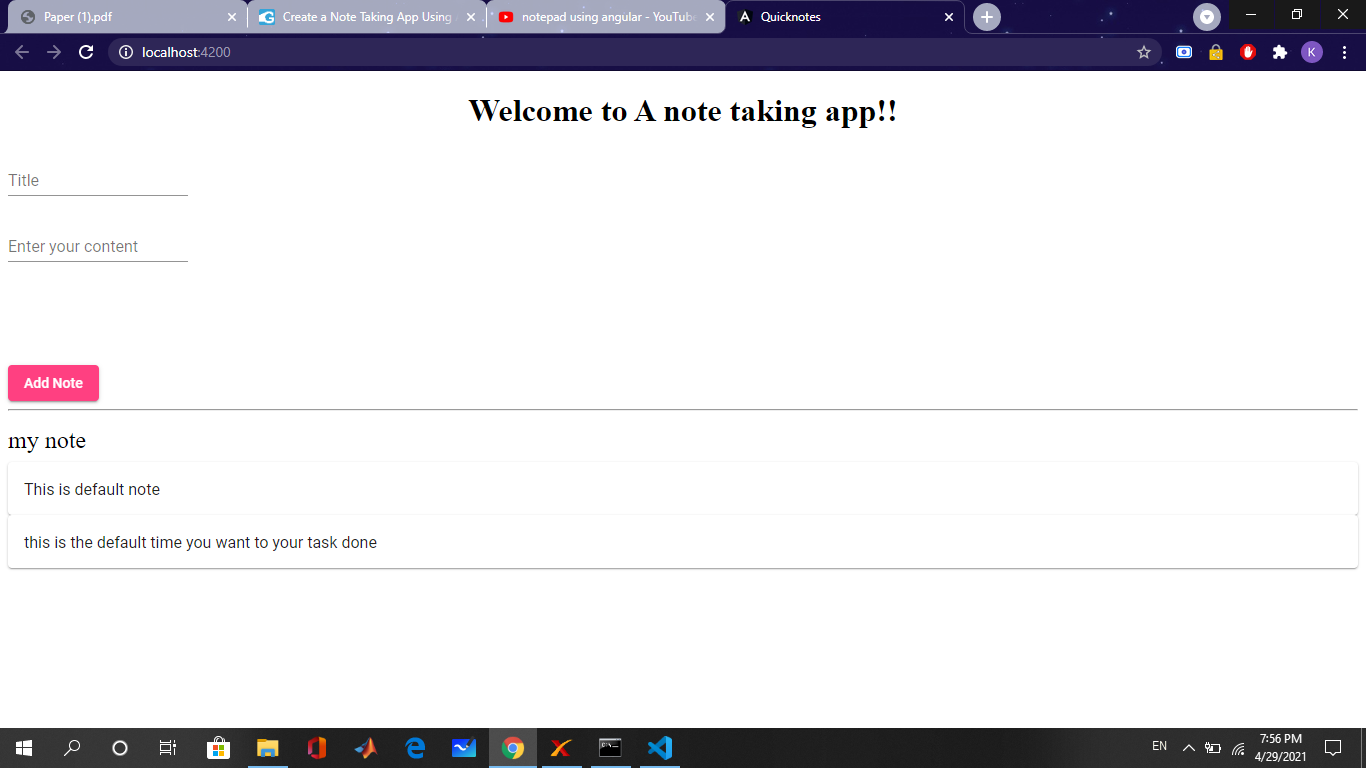 Paper (1).pdf
Create a Note Taking App Using
notepad using angular - YouTube
Quicknotes
localhost:4200
K
Welcome to A note taking app!!
Title
Enter your content
Add Note
my note
This is default note
this is the default time you want to your task done
EN
7:56 PM
4/29/2021